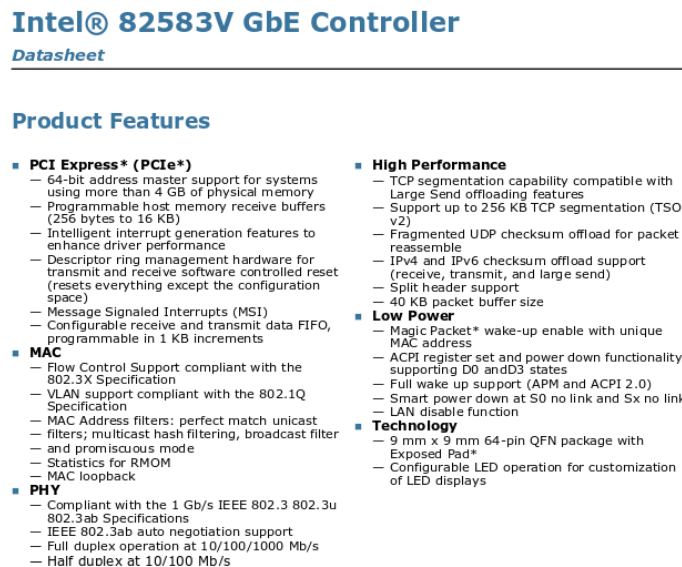 Intel® 82583V GbE Controller
Datasheet
Product Features
■ PCI Express* (PCIe*)
— 64-bit address master support for systems
using more than 4 GB of physical memory
— Programmable host memory receive buffers
(256 bytes to 16 KB)
— Intelligent interrupt generation features to
enhance driver performance
— Descriptor ring management hardware for
transmit and receive software controlled reset
(resets everything except the configuration
space)
— Message Signaled Interrupts (MSI)
— Configurable receive and transmit data FIFO,
programmable in 1 KB increments
■ MAC
— Flow Control Support compliant with the
802.3X Specification
— VLAN support compliant with the 802.1Q
Specification
— MAC Address filters: perfect match unicast
— filters; multicast hash filtering, broadcast filter
— and promiscuous mode
— Statistics for RMOM
— MAC loopback
■ PHY
— Compliant with the 1 Gb/s IEEE 802.3 802.3u
802.3ab Specifications
— IEEE 802.3ab auto negotiation support
— Full duplex operation at 10/100/1000 Mb/s
— Half duplex at 10/100 Mb/s
■ High Performance
— TCP segmentation capability compatible with
Large Send offloading features
— Support up to 256 KB TCP segmentation (TSO
v2)
— Fragmented UDP checksum offload for packet
reassemble
— IPv4 and IPv6 checksum offload support
(receive, transmit, and large send)
— Split header support
— 40 KB packet buffer size
■ Low Power
— Magic Packet* wake-up enable with unique
MAC address
— ACPI register set and power down functionality
supporting D0 andD3 states
— Full wake up support (APM and ACPI 2.0)
— Smart power down at S0 no link and Sx no link
— LAN disable function
■ Technology
— 9 mm x 9 mm 64-pin QFN package with
Exposed Pad*
— Configurable LED operation for customization
of LED displays